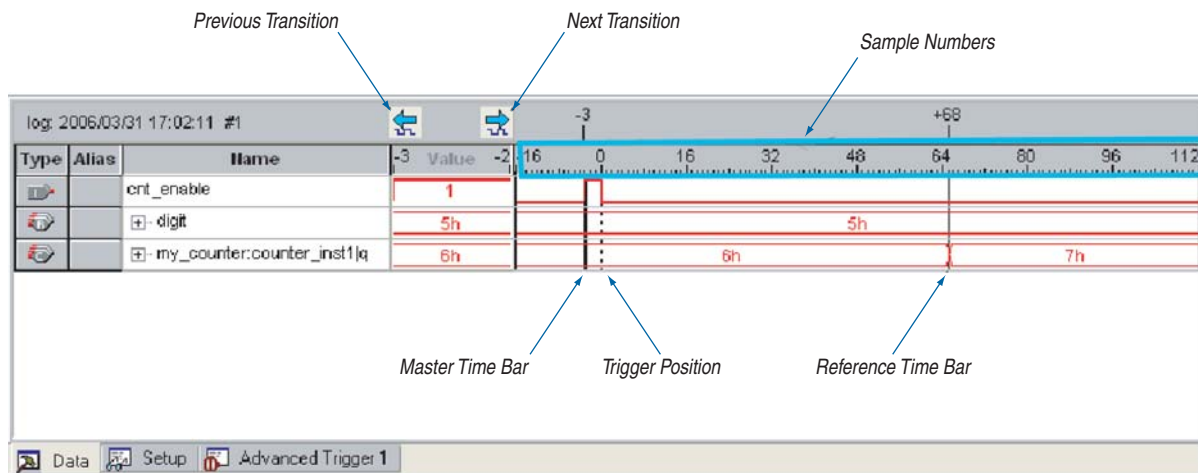 Previous Transition
Next Transition
Sample Numbers
log: 2006/03/31 17:02:11 #1
-3
+68
Type Alias Name -3 Value -2 -16 0 16 32 48 64 80 96 112
cnt_enable 1
digit 5h 5h
my_counter:counter_inst1|q 6h 6h 7h
Master Time Bar
Trigger Position
Reference Time Bar
Data Setup Advanced Trigger 1